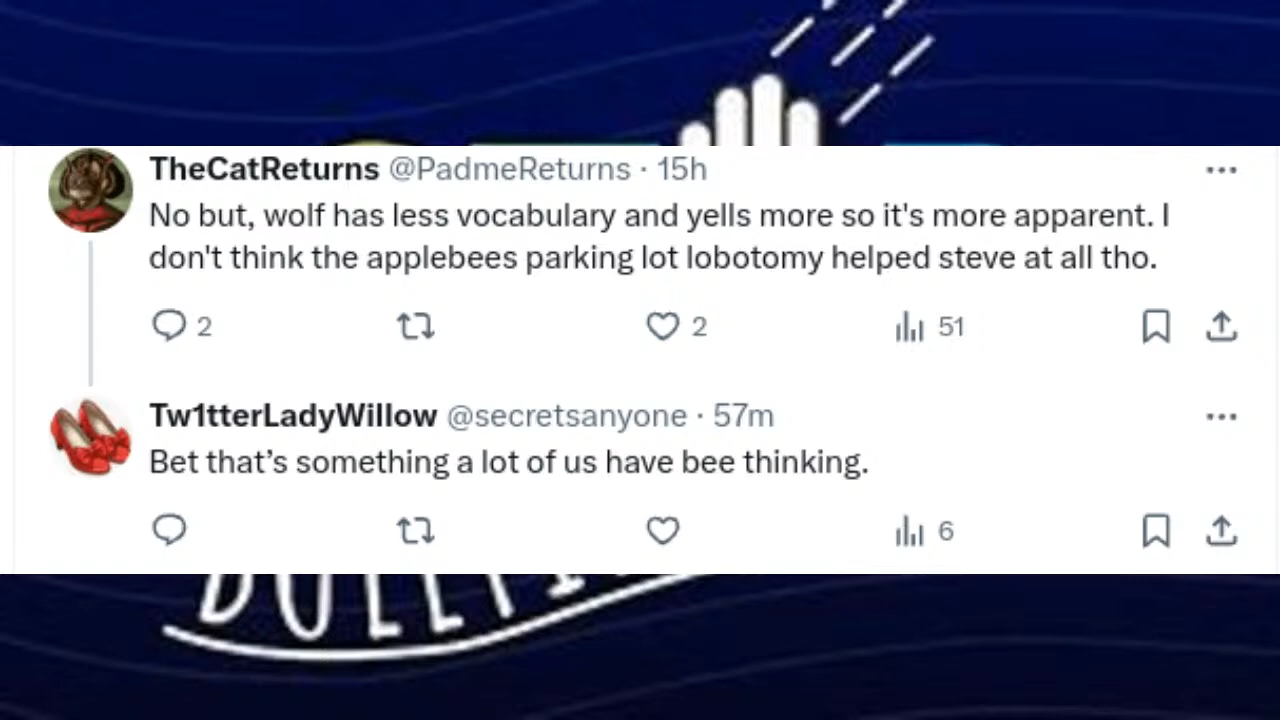 TheCatReturns @PadmeReturns · 15h
No but, wolf has less vocabulary and yells more so it's more apparent. I
don't think the applebees parking lot lobotomy helped steve at all tho.
2 2 51
Tw1tterLadyWillow @secretsanyone · 57m
Bet that’s something a lot of us have bee thinking.
6